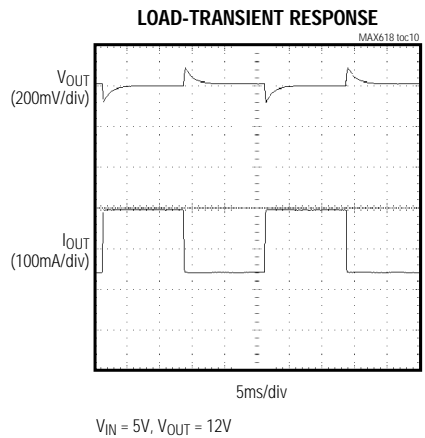 LOAD-TRANSIENT RESPONSE
MAX618 toc10
VOUT
(200mV/div)
IOUT
(100mA/div)
5ms/div
VIN = 5V, VOUT = 12V